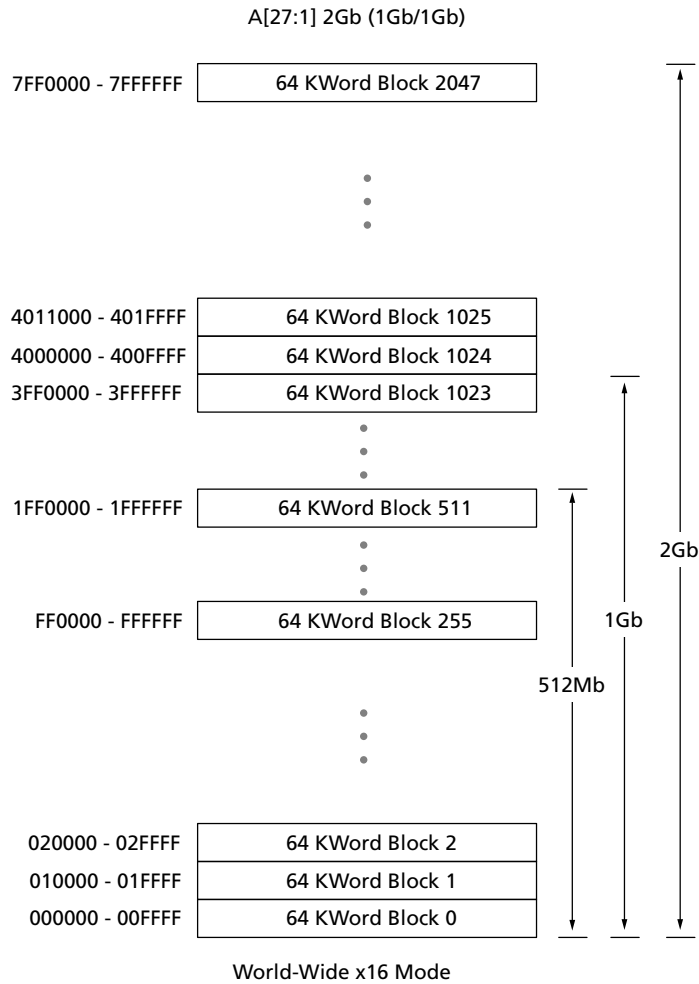 A[27:1] 2Gb (1Gb/1Gb)
7FF0000 - 7FFFFFF 64 KWord Block 2047
4011000 - 401FFFF 64 KWord Block 1025
4000000 - 400FFFF 64 KWord Block 1024
3FF0000 - 3FFFFFF 64 KWord Block 1023
1FF0000 - 1FFFFFF 64 KWord Block 511
2Gb
FF0000 - FFFFFF 64 KWord Block 255
1Gb
512Mb
020000 - 02FFFF 64 KWord Block 2
010000 - 01FFFF 64 KWord Block 1
000000 - 00FFFF 64 KWord Block 0
World-Wide x16 Mode